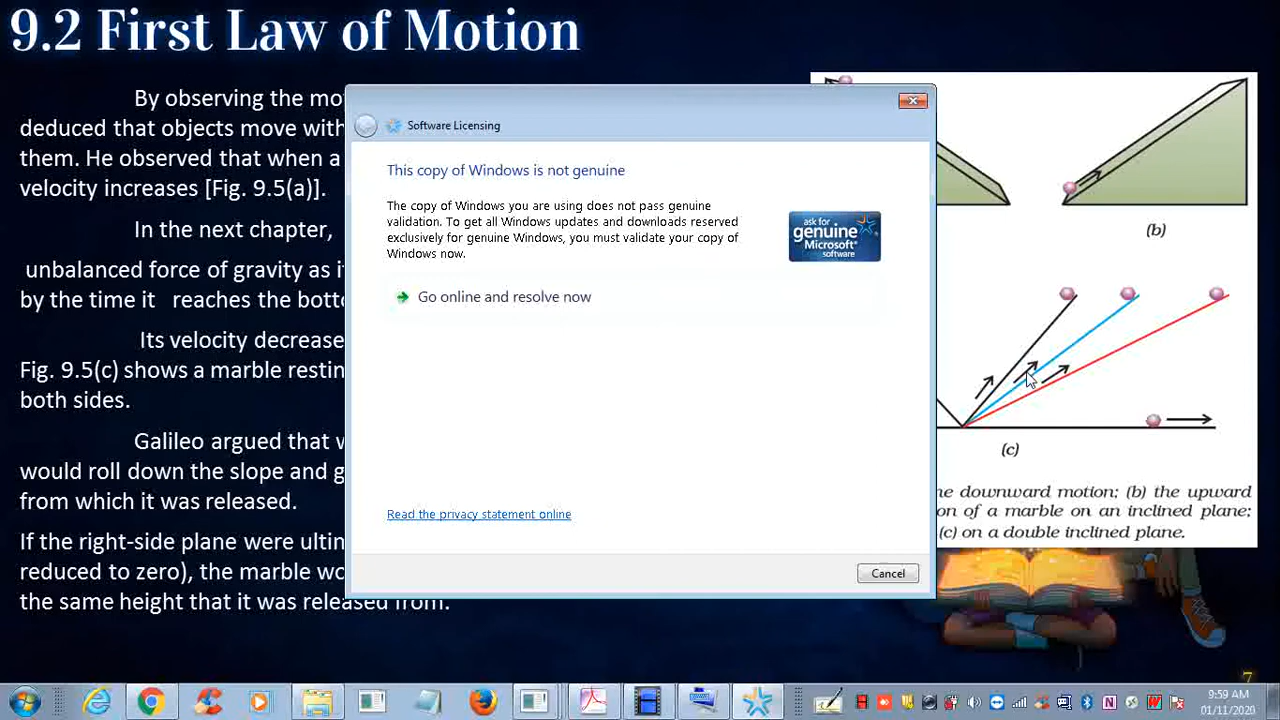 9.2 First Law of Motion
By observing the mo
deduced that objects move with
them. He observed that when a
velocity increases [Fig. 9.5(a)].
In the next chapter,
unbalanced force of gravity as i
by the time it reaches the botto
Its velocity decrease
Fig. 9.5(c) shows a marble restin
both sides.
Galileo argued that w
would roll down the slope and g
from which it was released.
If the right-side plane were ultin
reduced to zero), the marble wo
the same height that it was released from.
Software Licensing
This copy of Windows is not genuine
The copy of Windows you are using does not pass genuine
validation. To get all Windows updates and downloads reserved
exclusively for genuine Windows, you must validate your copy of
Windows now.
ask for
genuine
Microsoft®
software
Go online and resolve now
Read the privacy statement online
Cancel
(b)
(c)
ne downward motion; (b) the upward
on of a marble on an inclined plane;
(c) on a double inclined plane.
7
9:59 AM
01/11/2020